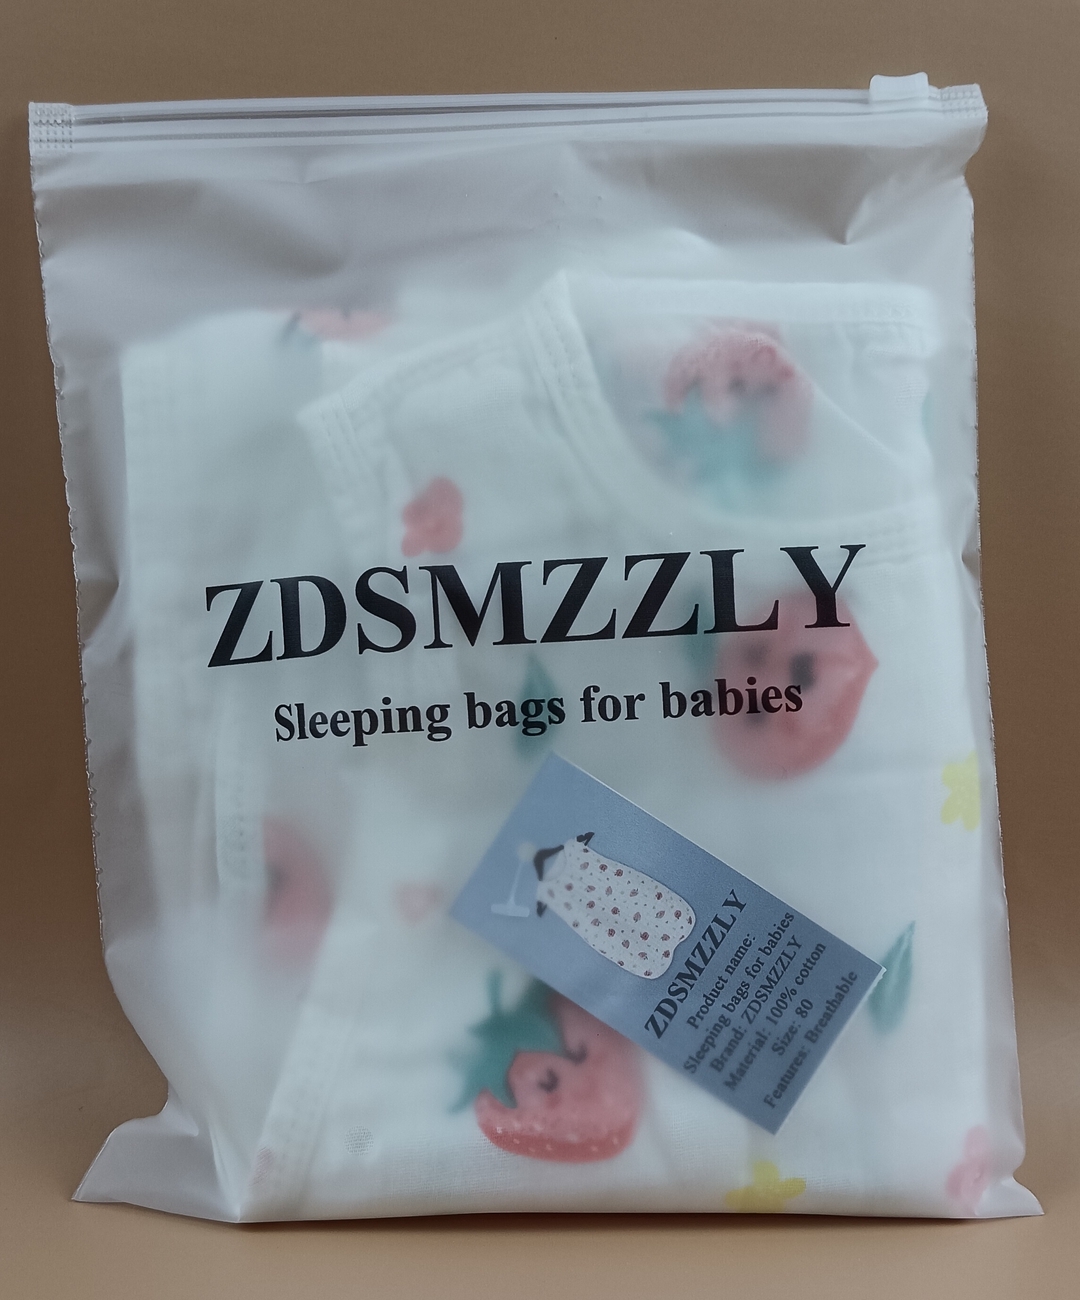 ZDSMZZLY
Sleeping bags for babies
ZDSMZZLY
Product name:
Sleeping bags for babies
Brand: ZDSMZZLY
Material: 100% cotton
Size: 80
Features: Breathable